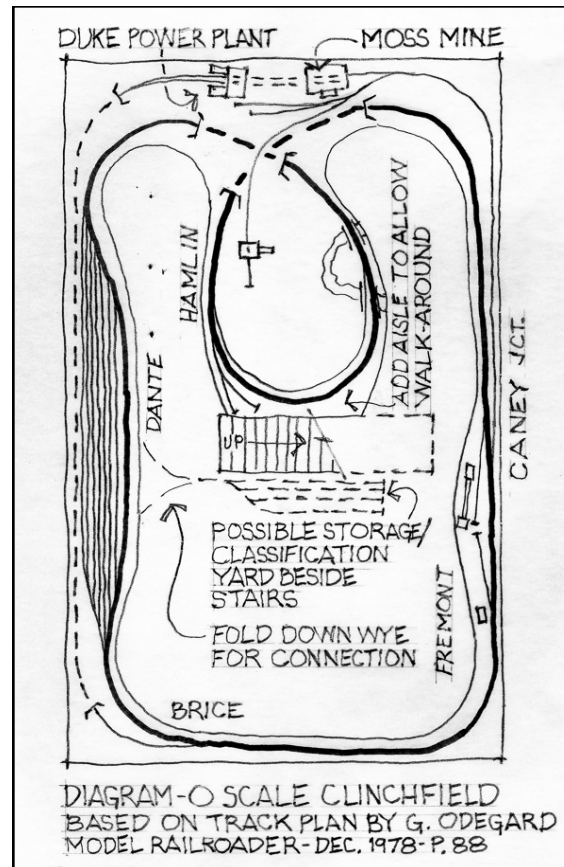 DUKE POWER PLANT
MOSS MINE
HAMLIN
ADD AISLE TO ALLOW
WALK-AROUND
DANTE
CANEY JCT.
UP
POSSIBLE STORAGE/
CLASSIFICATION
YARD BESIDE
STAIRS
FREMONT
FOLD DOWN WYE
FOR CONNECTION
BRICE
DIAGRAM-O SCALE CLINCHFIELD
BASED ON TRACK PLAN BY G. ODEGARD
MODEL RAILROADER-DEC. 1978-P. 88